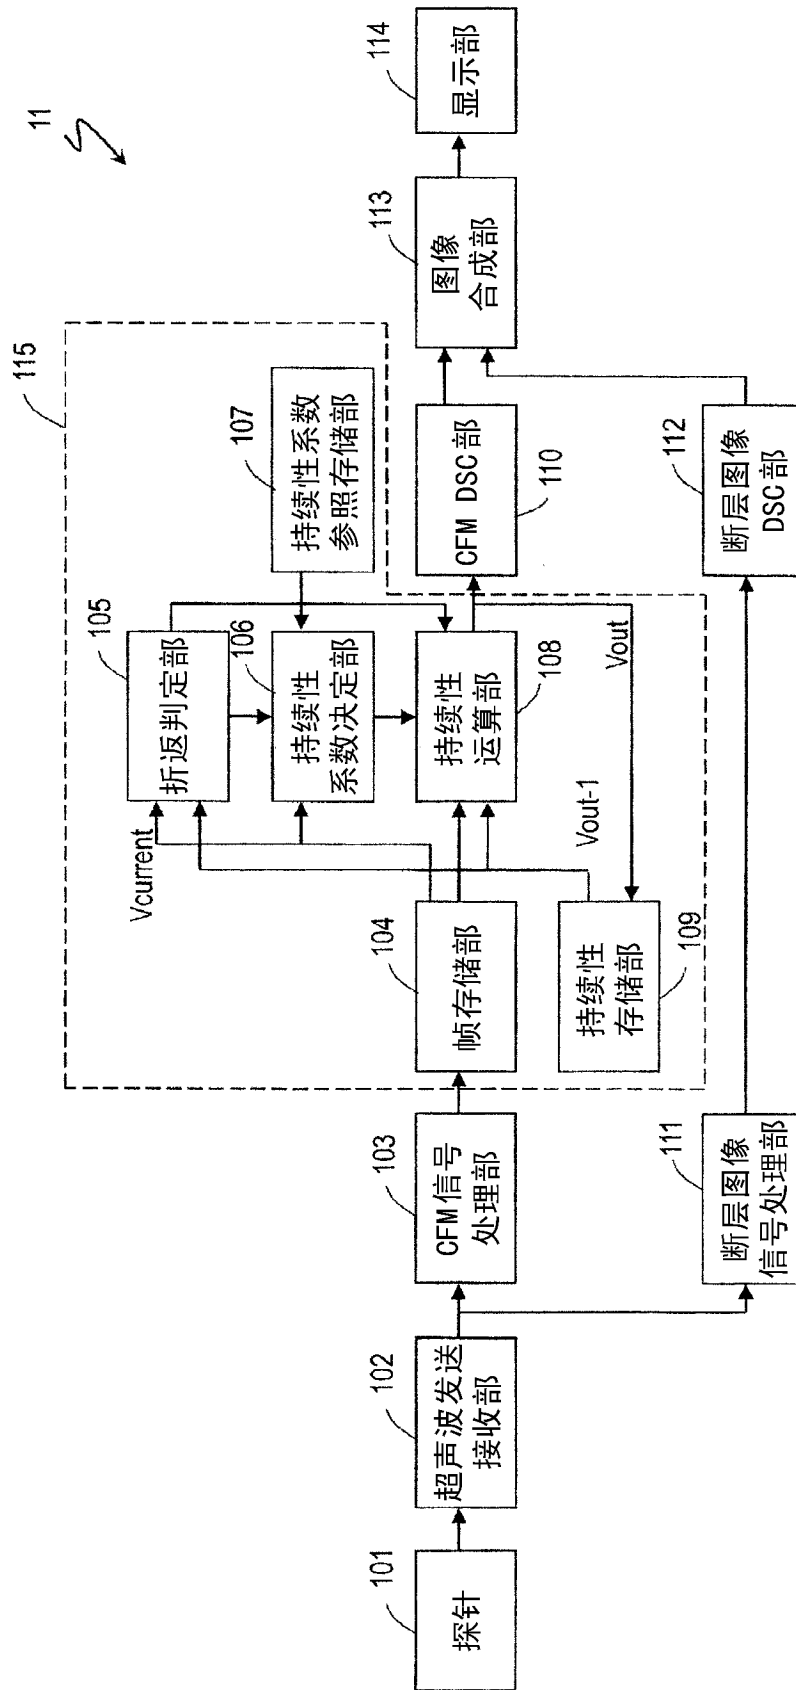 11
115
101
探针
102
超声波发送
接收部
103
CFM信号
处理部
104
帧存储部
Vcurrent
105
折返判定部
106
持续性
系数决定部
107
持续性系数
参照存储部
108
持续性
运算部
109
持续性
存储部
Vout-1
Vout
110
CFM DSC部
111
断层图像
信号处理部
112
断层图像
DSC部
113
图像
合成部
114
显示部